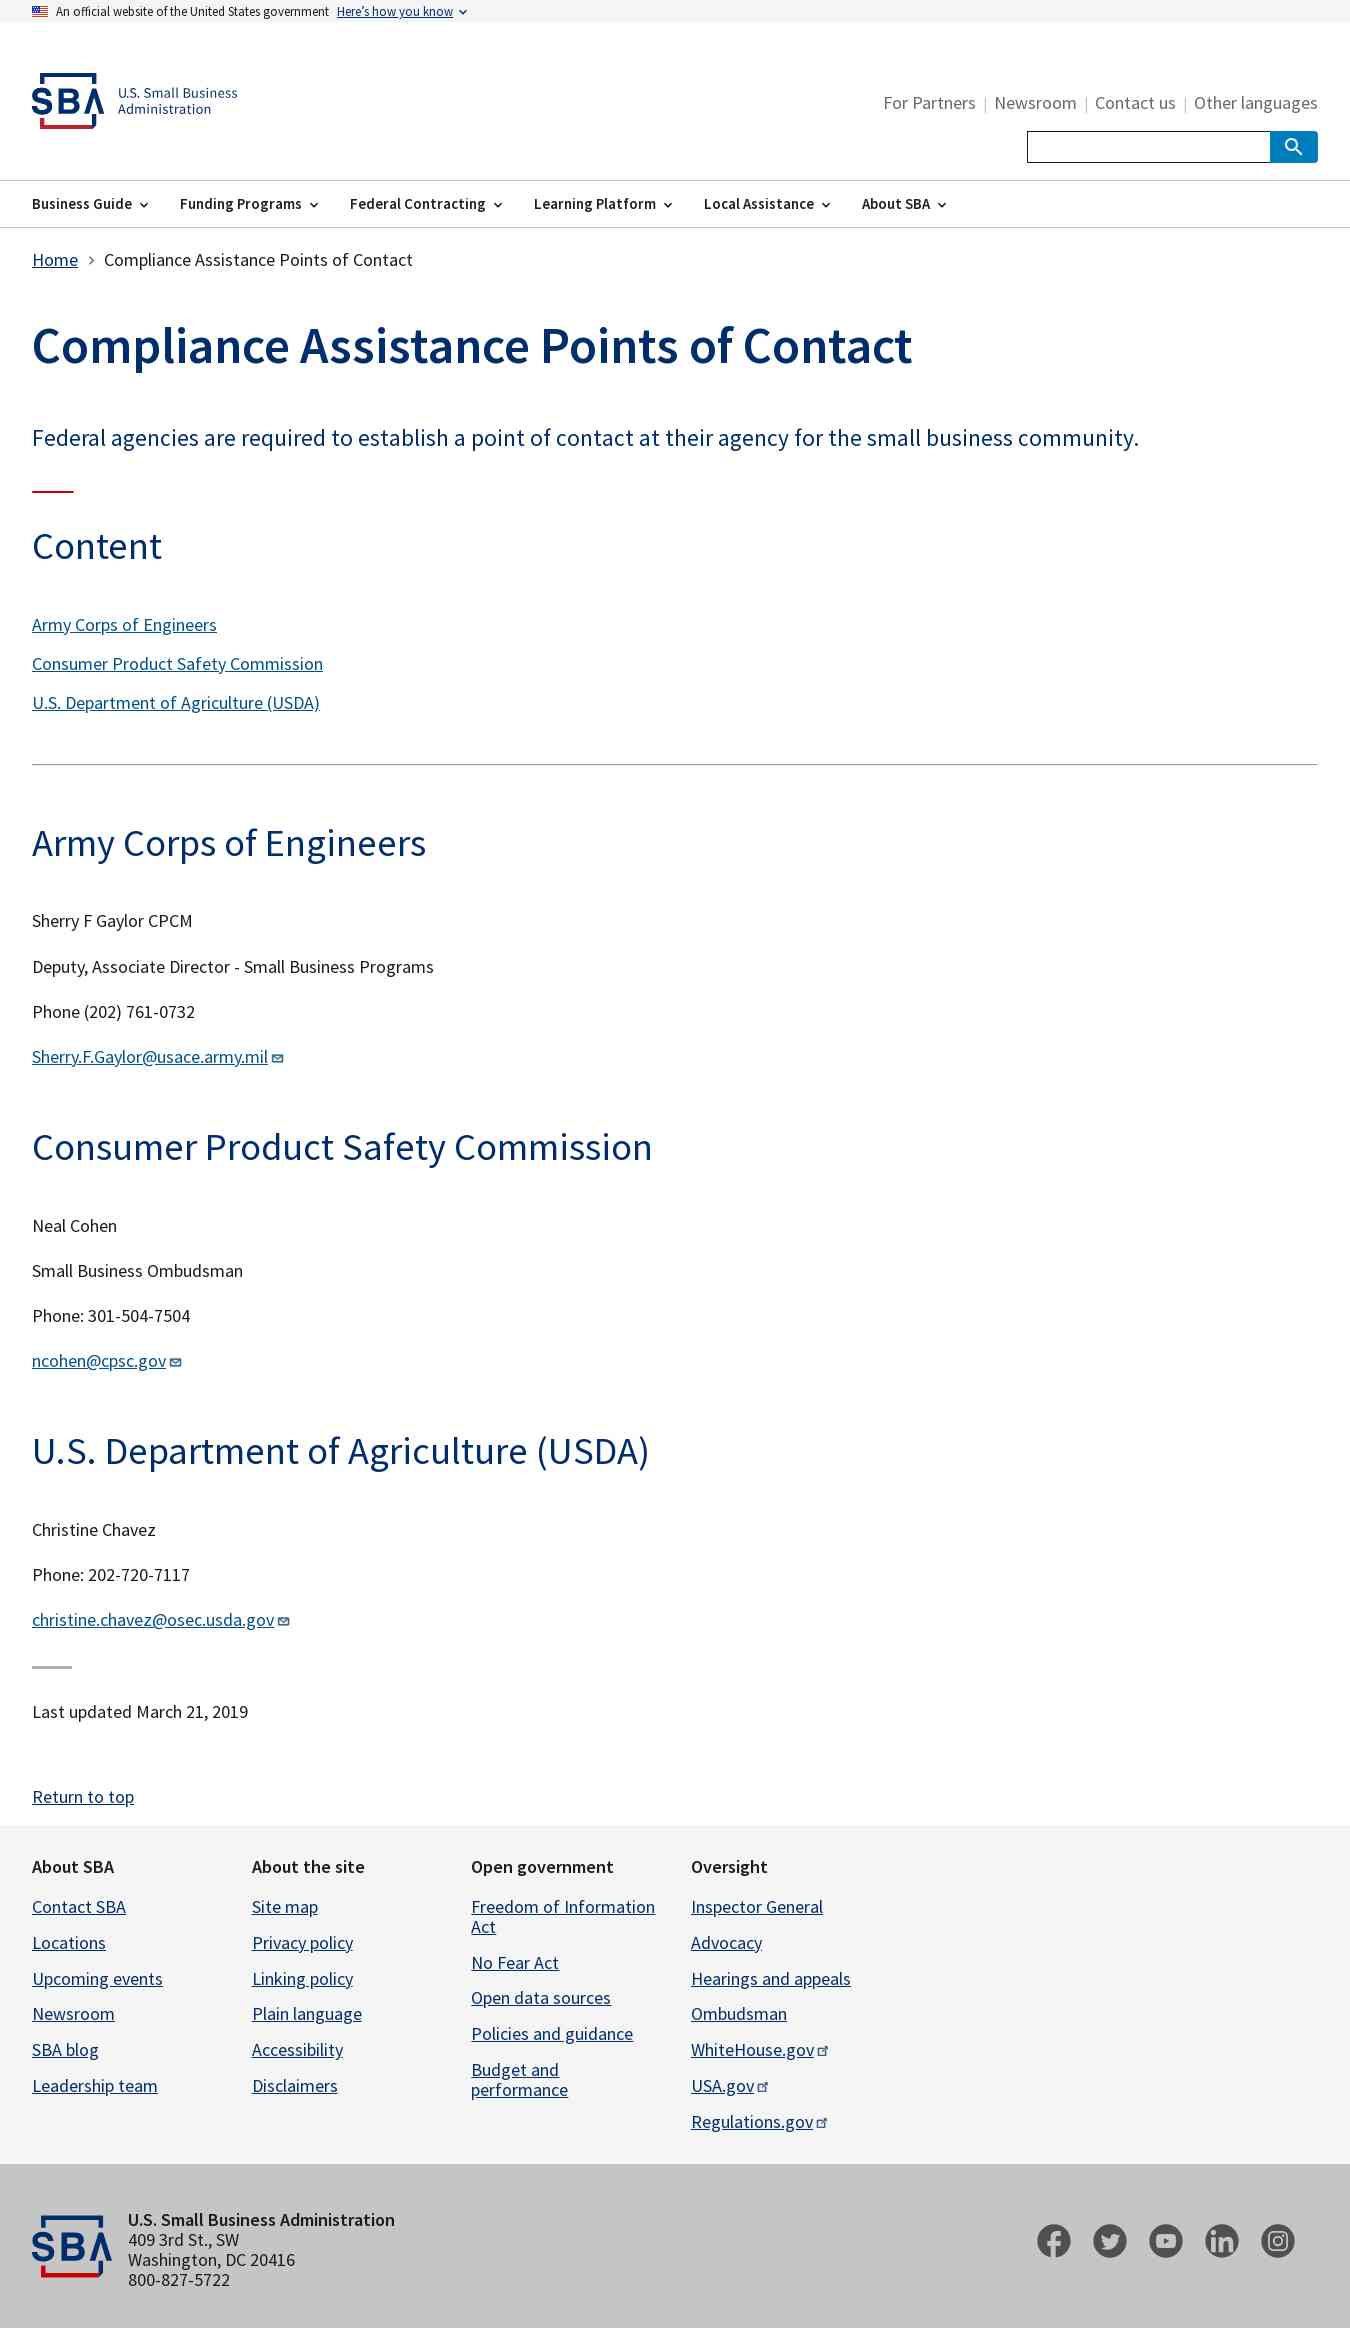 An official website of the United States government Here's how you know
SBA
U.S. Small Business
Administration
For Partners | Newsroom | Contact us | Other languages
Business Guide Funding Programs Federal Contracting Learning Platform Local Assistance About SBA
Home Compliance Assistance Points of Contact
Compliance Assistance Points of Contact
Federal agencies are required to establish a point of contact at their agency for the small business community.
Content
Army Corps of Engineers
Consumer Product Safety Commission
U.S. Department of Agriculture (USDA)
Army Corps of Engineers
Sherry F Gaylor CPCM
Deputy, Associate Director - Small Business Programs
Phone (202) 761-0732
Sherry.F.Gaylor@usace.army.mil
Consumer Product Safety Commission
Neal Cohen
Small Business Ombudsman
Phone: 301-504-7504
ncohen@cpsc.gov
U.S. Department of Agriculture (USDA)
Christine Chavez
Phone: 202-720-7117
christine.chavez@osec.usda.gov
Last updated March 21, 2019
Return to top
About SBA
Contact SBA
Locations
Upcoming events
Newsroom
SBA blog
Leadership team
About the site
Site map
Privacy policy
Linking policy
Plain language
Accessibility
Disclaimers
Open government
Freedom of Information
Act
No Fear Act
Open data sources
Policies and guidance
Budget and
performance
Oversight
Inspector General
Advocacy
Hearings and appeals
Ombudsman
WhiteHouse.gov
USA.gov
Regulations.gov
SBA
U.S. Small Business Administration
409 3rd St., SW
Washington, DC 20416
800-827-5722